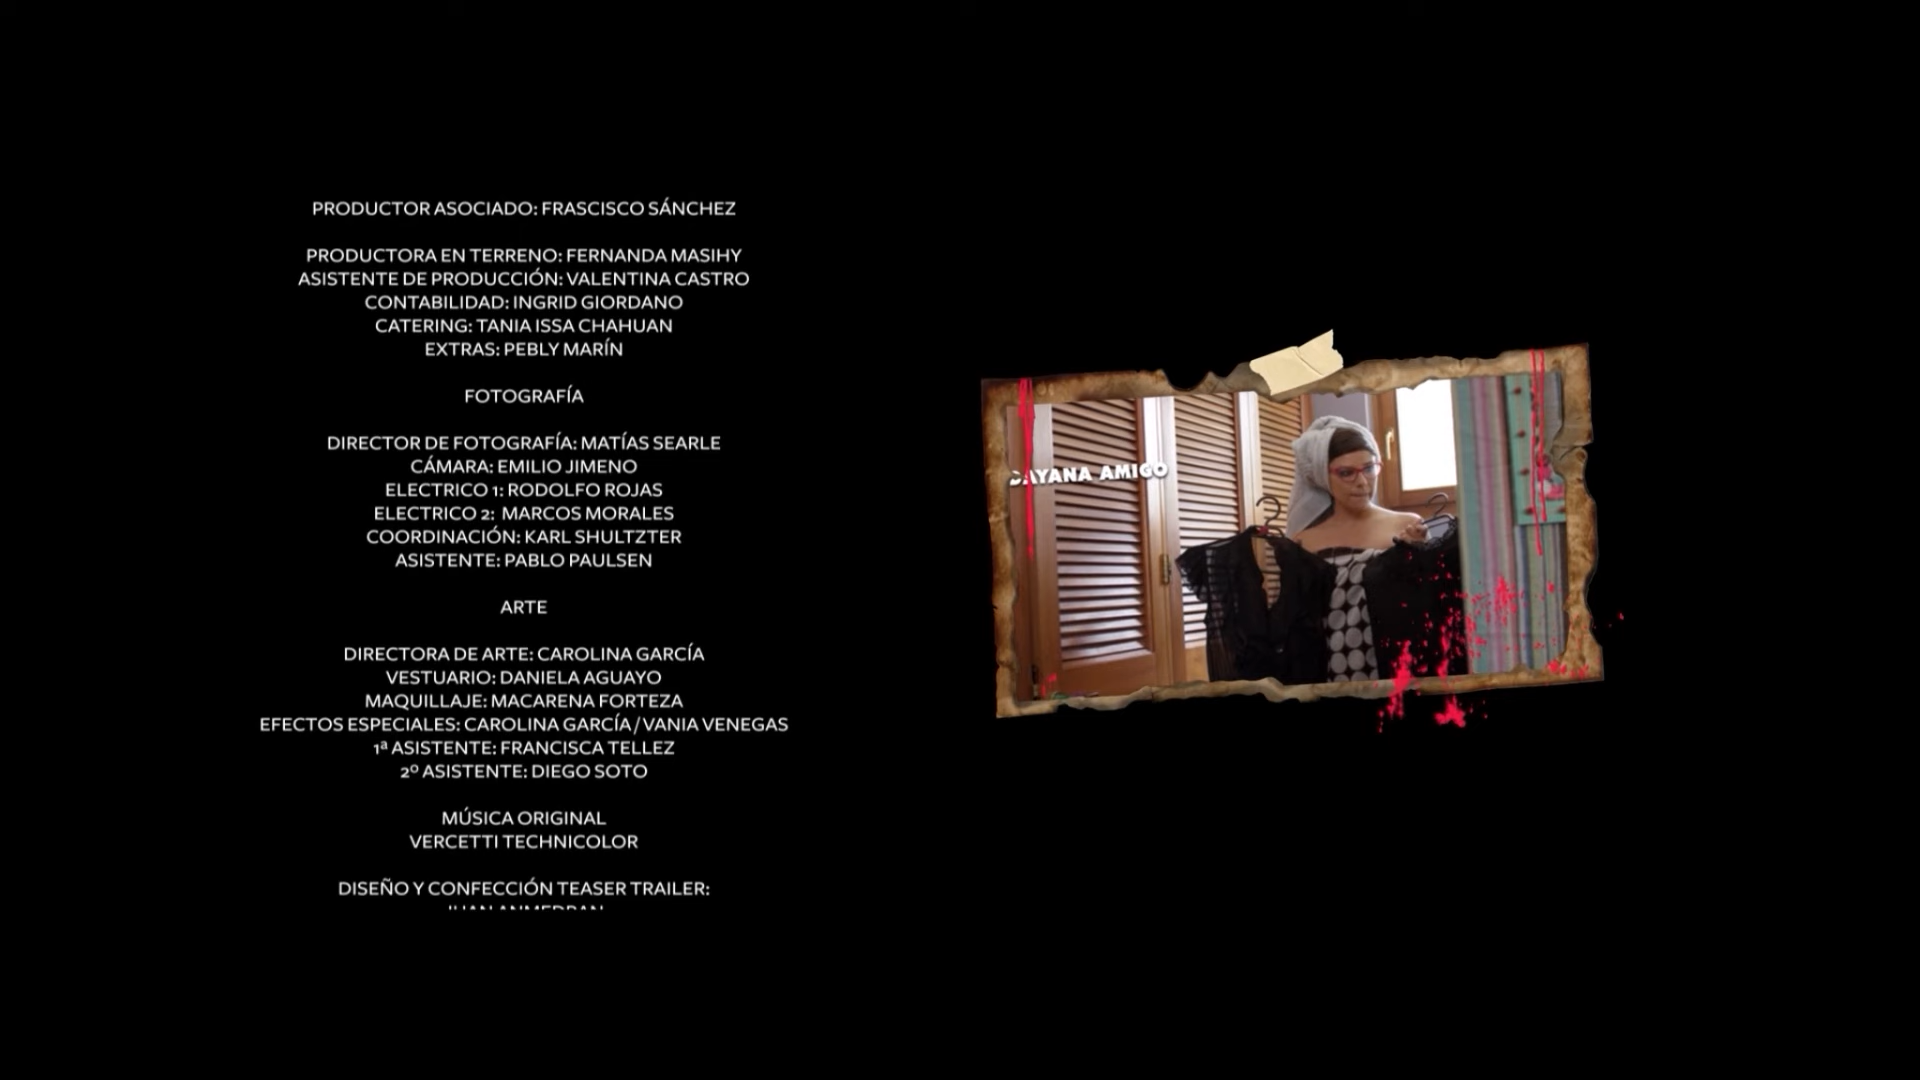 PRODUCTOR ASOCIADO: FRASCISCO SÁNCHEZ
PRODUCTORA EN TERRENO: FERNANDA MASIHY
ASISTENTE DE PRODUCCIÓN: VALENTINA CASTRO
CONTABILIDAD: INGRID GIORDANO
CATERING: TANIA ISSA CHAHUAN
EXTRAS: PEBLY MARÍN
FOTOGRAFÍA
DIRECTOR DE FOTOGRAFÍA: MATÍAS SEARLE
CÁMARA: EMILIO JIMENO
ELECTRICO 1: RODOLFO ROJAS
ELECTRICO 2: MARCOS MORALES
COORDINACIÓN: KARL SHULTZTER
ASISTENTE: PABLO PAULSEN
ARTE
DIRECTORA DE ARTE: CAROLINA GARCÍA
VESTUARIO: DANIELA AGUAYO
MAQUILLAJE: MACARENA FORTEZA
EFECTOS ESPECIALES: CAROLINA GARCÍA / VANIA VENEGAS
1ª ASISTENTE: FRANCISCA TELLEZ
2º ASISTENTE: DIEGO SOTO
MÚSICA ORIGINAL
VERCETTI TECHNICOLOR
DISEÑO Y CONFECCIÓN TEASER TRAILER:
DAYANA AMIGO